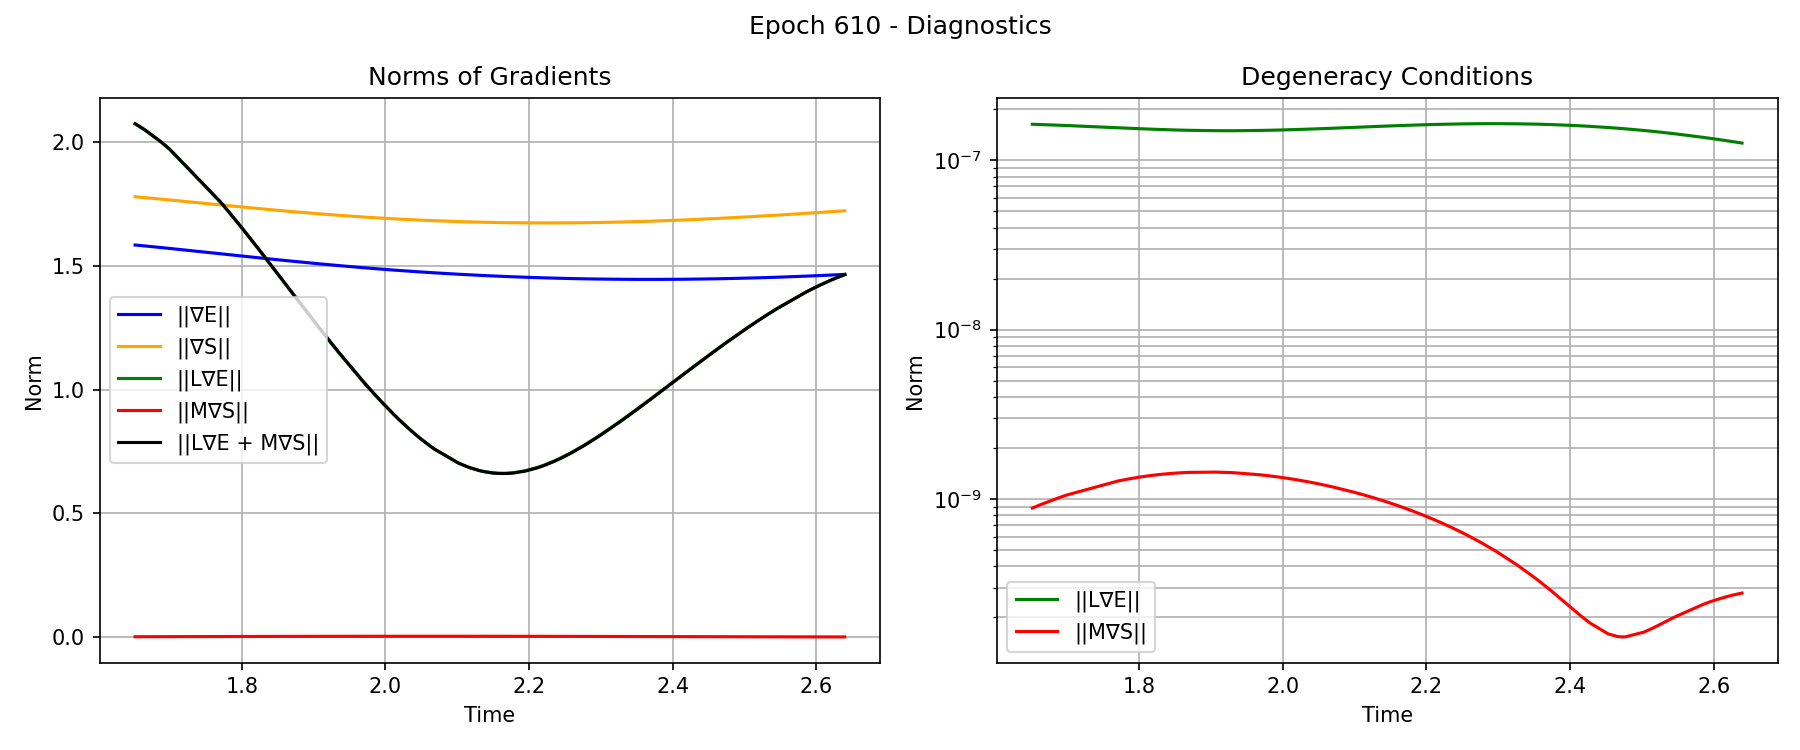 Epoch 610 - Diagnostics
Norms of Gradients
Norm
2.0
1.5
1.0
0.5
0.0
||∇E||
||∇S||
||L∇E||
||M∇S||
||L∇E + M∇S||
1.8
2.0
2.2
2.4
2.6
Time
Degeneracy Conditions
Norm
10⁻⁷
10⁻⁸
10⁻⁹
||L∇E||
||M∇S||
1.8
2.0
2.2
2.4
2.6
Time